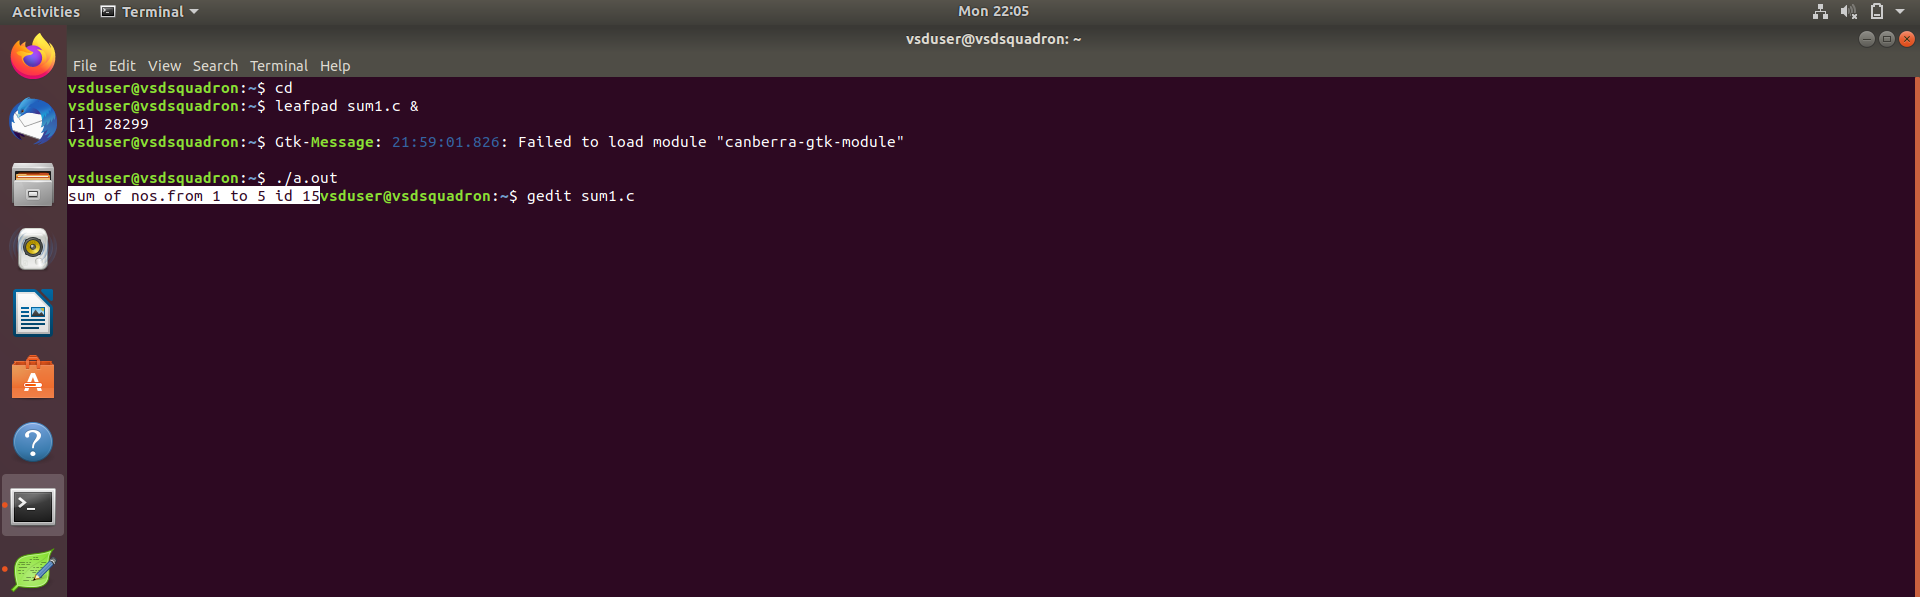 Activities Terminal Mon 22:05
vsduser@vsdsquadron: ~
File Edit View Search Terminal Help
vsduser@vsdsquadron:~$ cd
vsduser@vsdsquadron:~$ leafpad sum1.c &
[1] 28299
vsduser@vsdsquadron:~$ Gtk-Message: 21:59:01.826: Failed to load module "canberra-gtk-module"
vsduser@vsdsquadron:~$ ./a.out
sum of nos.from 1 to 5 id 15vsduser@vsdsquadron:~$ gedit sum1.c